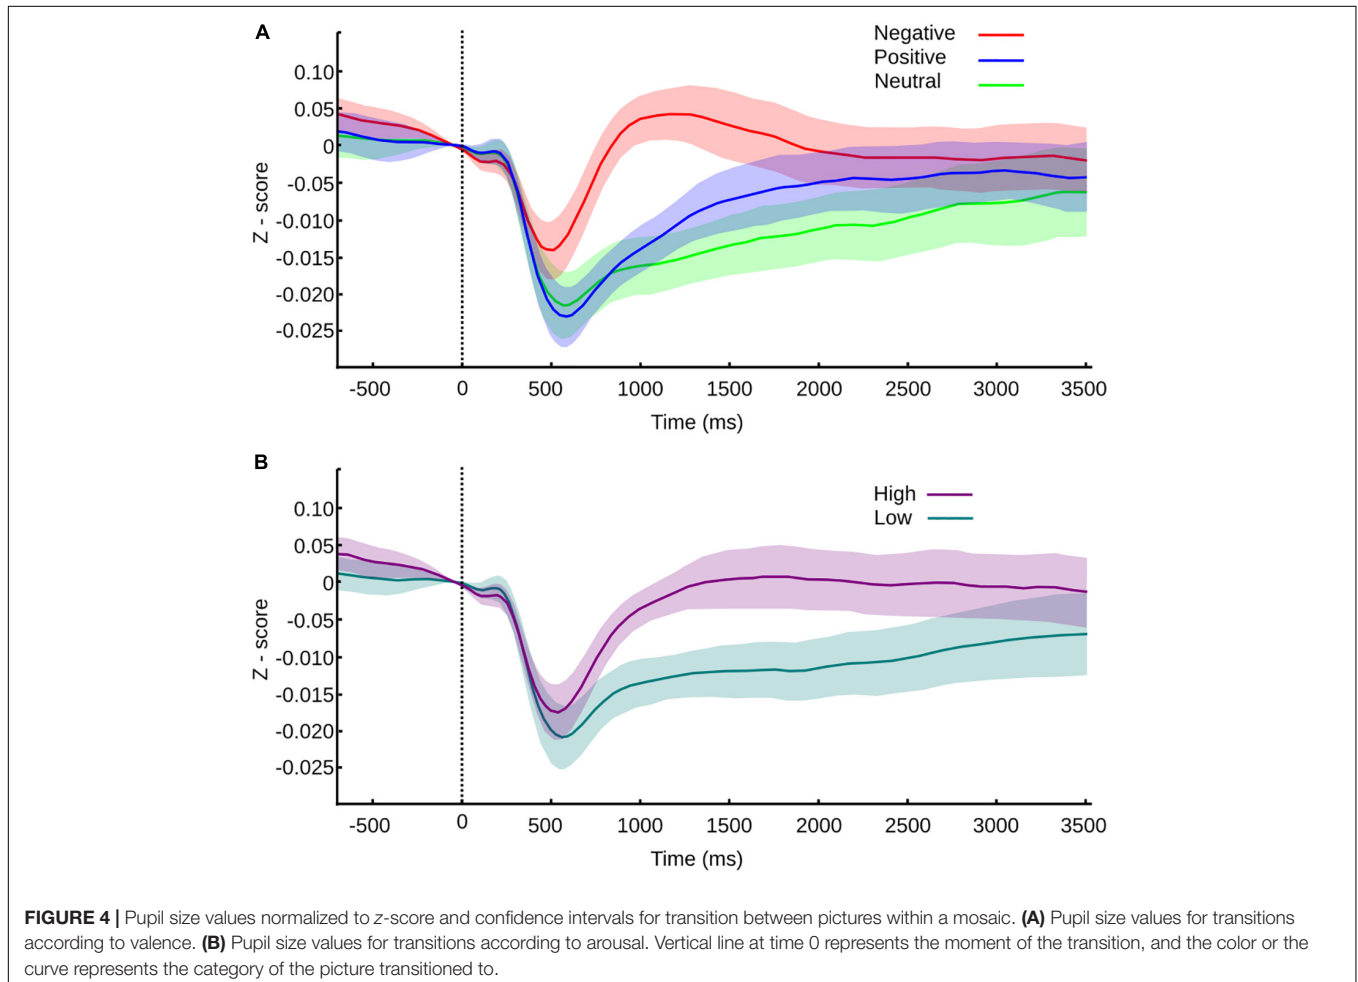 A
Negative
Positive
Neutral
0.10
0.05
0
-0.05
-0.010
-0.015
-0.020
-0.025
Z - score
-500 0 500 1000 1500 2000 2500 3000 3500
Time (ms)
B
High
Low
0.10
0.05
0
-0.05
-0.010
-0.015
-0.020
-0.025
Z - score
-500 0 500 1000 1500 2000 2500 3000 3500
Time (ms)
FIGURE 4 | Pupil size values normalized to z-score and confidence intervals for transition between pictures within a mosaic. (A) Pupil size values for transitions
according to valence. (B) Pupil size values for transitions according to arousal. Vertical line at time 0 represents the moment of the transition, and the color or the
curve represents the category of the picture transitioned to.